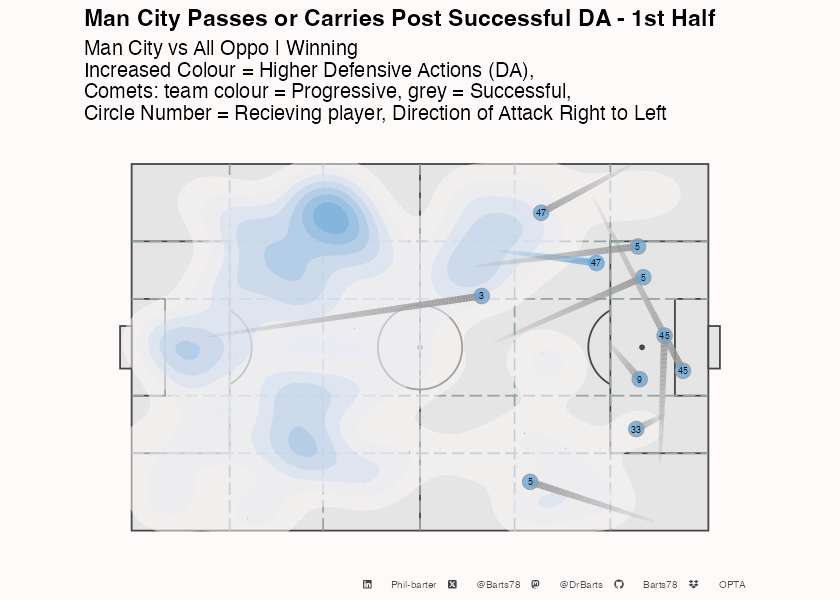 Man City Passes or Carries Post Successful DA - 1st Half
Man City vs All Oppo | Winning
Increased Colour = Higher Defensive Actions (DA),
Comets: team colour = Progressive, grey = Successful,
Circle Number = Recieving player, Direction of Attack Right to Left
47
5
47
5
3
45
45
9
33
5
Phil-barter @Barts78 @DrBarts Barts78 OPTA